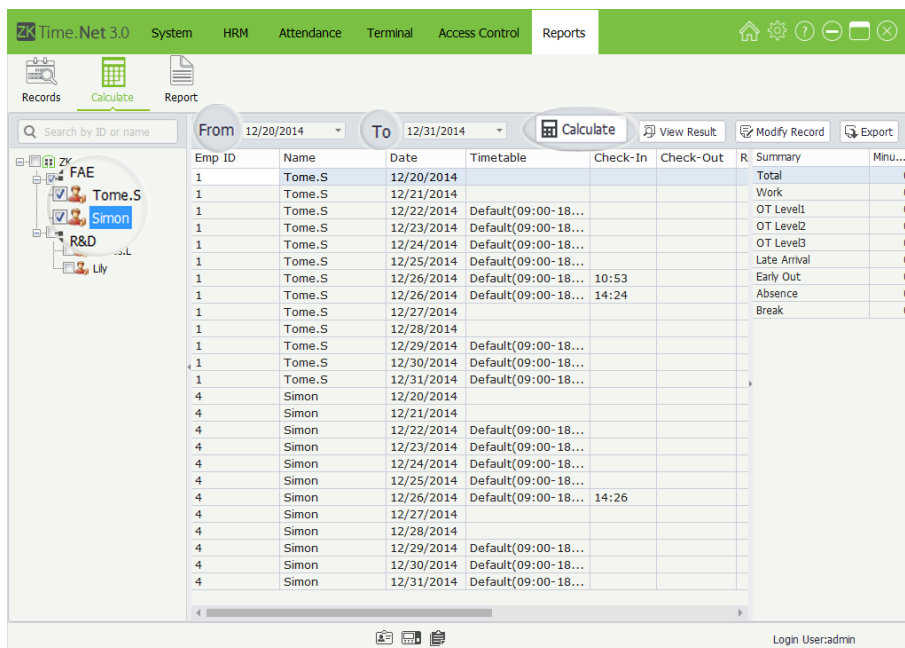 ZK Time.Net 3.0 System HRM Attendance Terminal Access Control Reports
Records Calculate Report
Search by ID or name From 12/20/2014 To 12/31/2014 Calculate View Result Modify Record Export
Emp ID Name Date Timetable Check-In Check-Out R Summary Minu...
ZK
FAE
Tome.S
Simon
R&D
Lily
1 Tome.S 12/20/2014
1 Tome.S 12/21/2014
1 Tome.S 12/22/2014 Default(09:00-18...
1 Tome.S 12/23/2014 Default(09:00-18...
1 Tome.S 12/24/2014 Default(09:00-18...
1 Tome.S 12/25/2014 Default(09:00-18...
1 Tome.S 12/26/2014 Default(09:00-18... 10:53
1 Tome.S 12/26/2014 Default(09:00-18... 14:24
1 Tome.S 12/27/2014
1 Tome.S 12/28/2014
1 Tome.S 12/29/2014 Default(09:00-18...
1 Tome.S 12/30/2014 Default(09:00-18...
1 Tome.S 12/31/2014 Default(09:00-18...
4 Simon 12/20/2014
4 Simon 12/21/2014
4 Simon 12/22/2014 Default(09:00-18...
4 Simon 12/23/2014 Default(09:00-18...
4 Simon 12/24/2014 Default(09:00-18...
4 Simon 12/25/2014 Default(09:00-18...
4 Simon 12/26/2014 Default(09:00-18... 14:26
4 Simon 12/27/2014
4 Simon 12/28/2014
4 Simon 12/29/2014 Default(09:00-18...
4 Simon 12/30/2014 Default(09:00-18...
4 Simon 12/31/2014 Default(09:00-18...
Total
Work
OT Level1
OT Level2
OT Level3
Late Arrival
Early Out
Absence
Break
Login User:admin